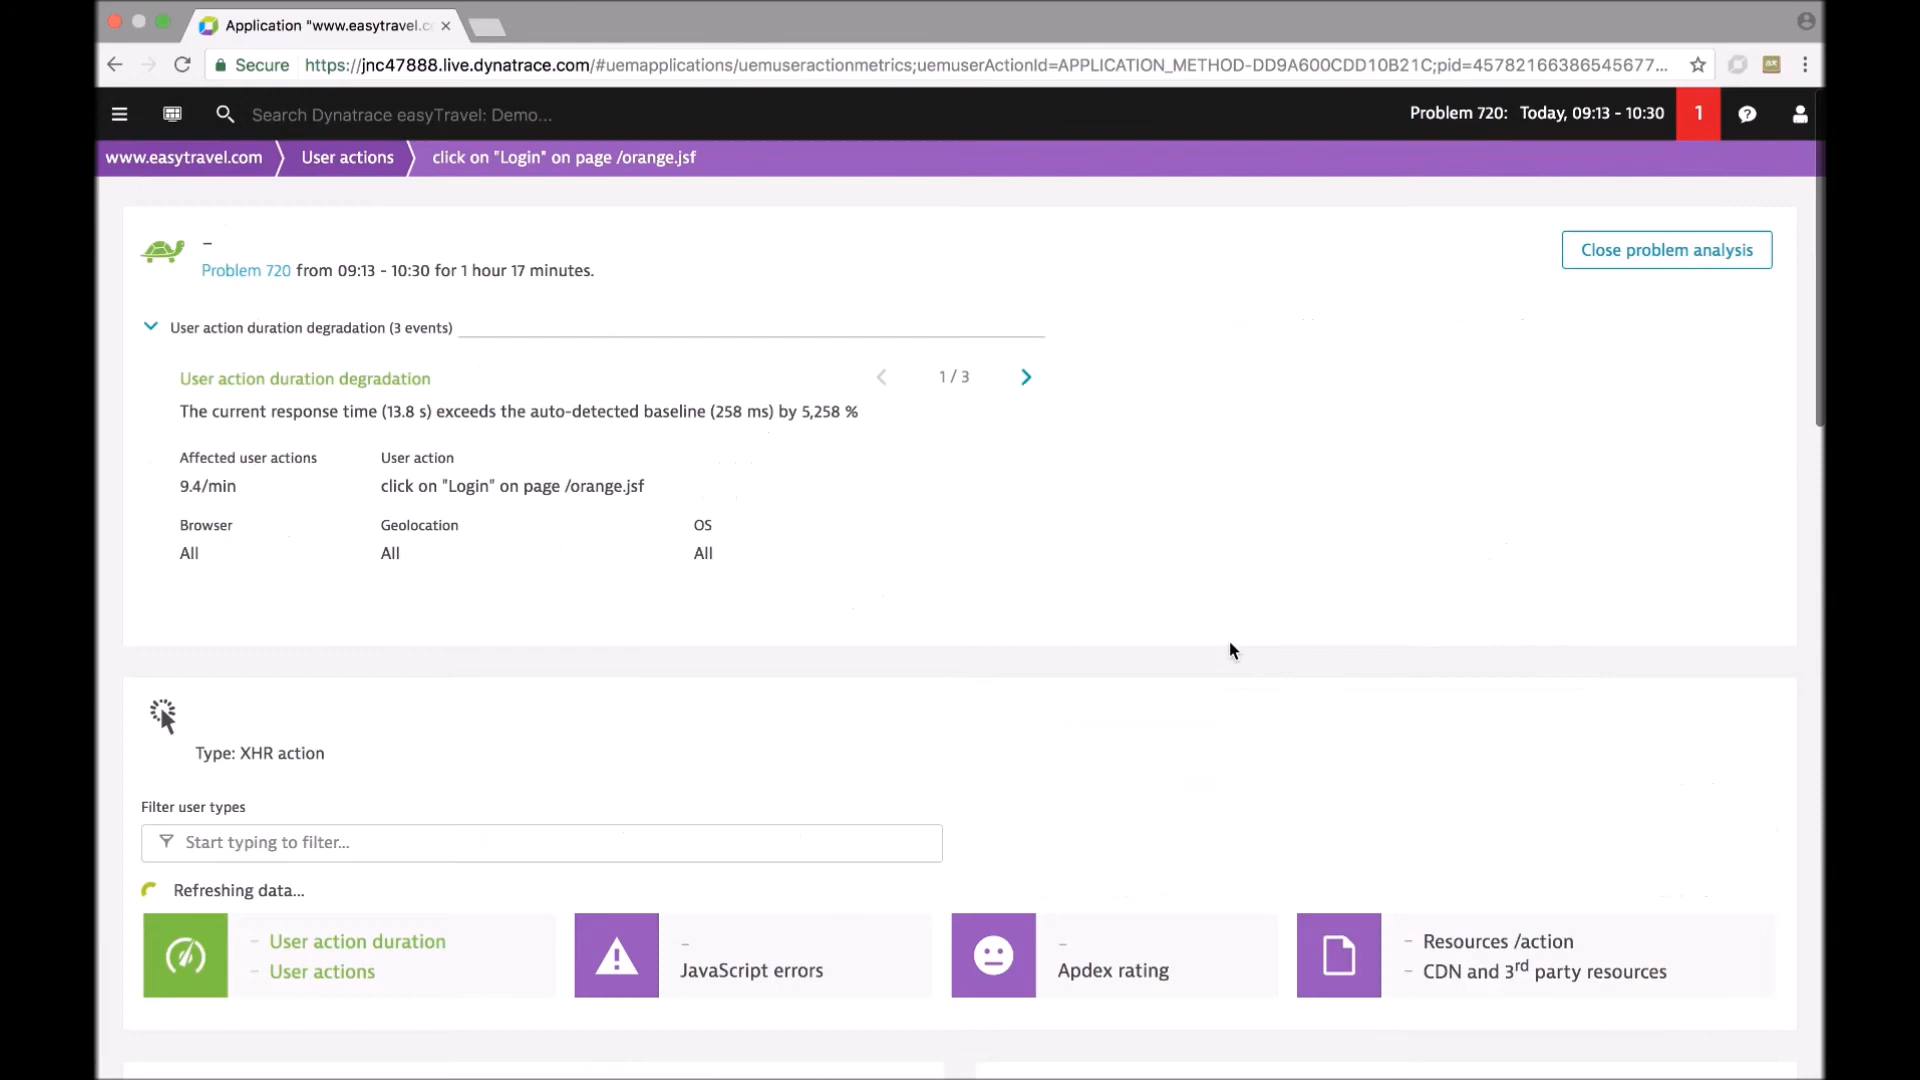 Application "www.easytravel.c
Secure https://jnc47888.live.dynatrace.com/#uemapplications/uemuseractionmetrics;uemuserActionId=APPLICATION_METHOD-DD9A600CDD10B21C;pid=45782166386545677...
Search Dynatrace easyTravel: Demo...
Problem 720: Today, 09:13 - 10:30
1
www.easytravel.com User actions click on "Login" on page /orange.jsf
–
Problem 720 from 09:13 - 10:30 for 1 hour 17 minutes.
Close problem analysis
User action duration degradation (3 events)
User action duration degradation
1 / 3
The current response time (13.8 s) exceeds the auto-detected baseline (258 ms) by 5,258 %
Affected user actions User action
9.4/min click on "Login" on page /orange.jsf
Browser Geolocation OS
All All All
Type: XHR action
Filter user types
Start typing to filter...
Refreshing data...
– User action duration
– User actions
–
JavaScript errors
–
Apdex rating
– Resources /action
– CDN and 3rd party resources